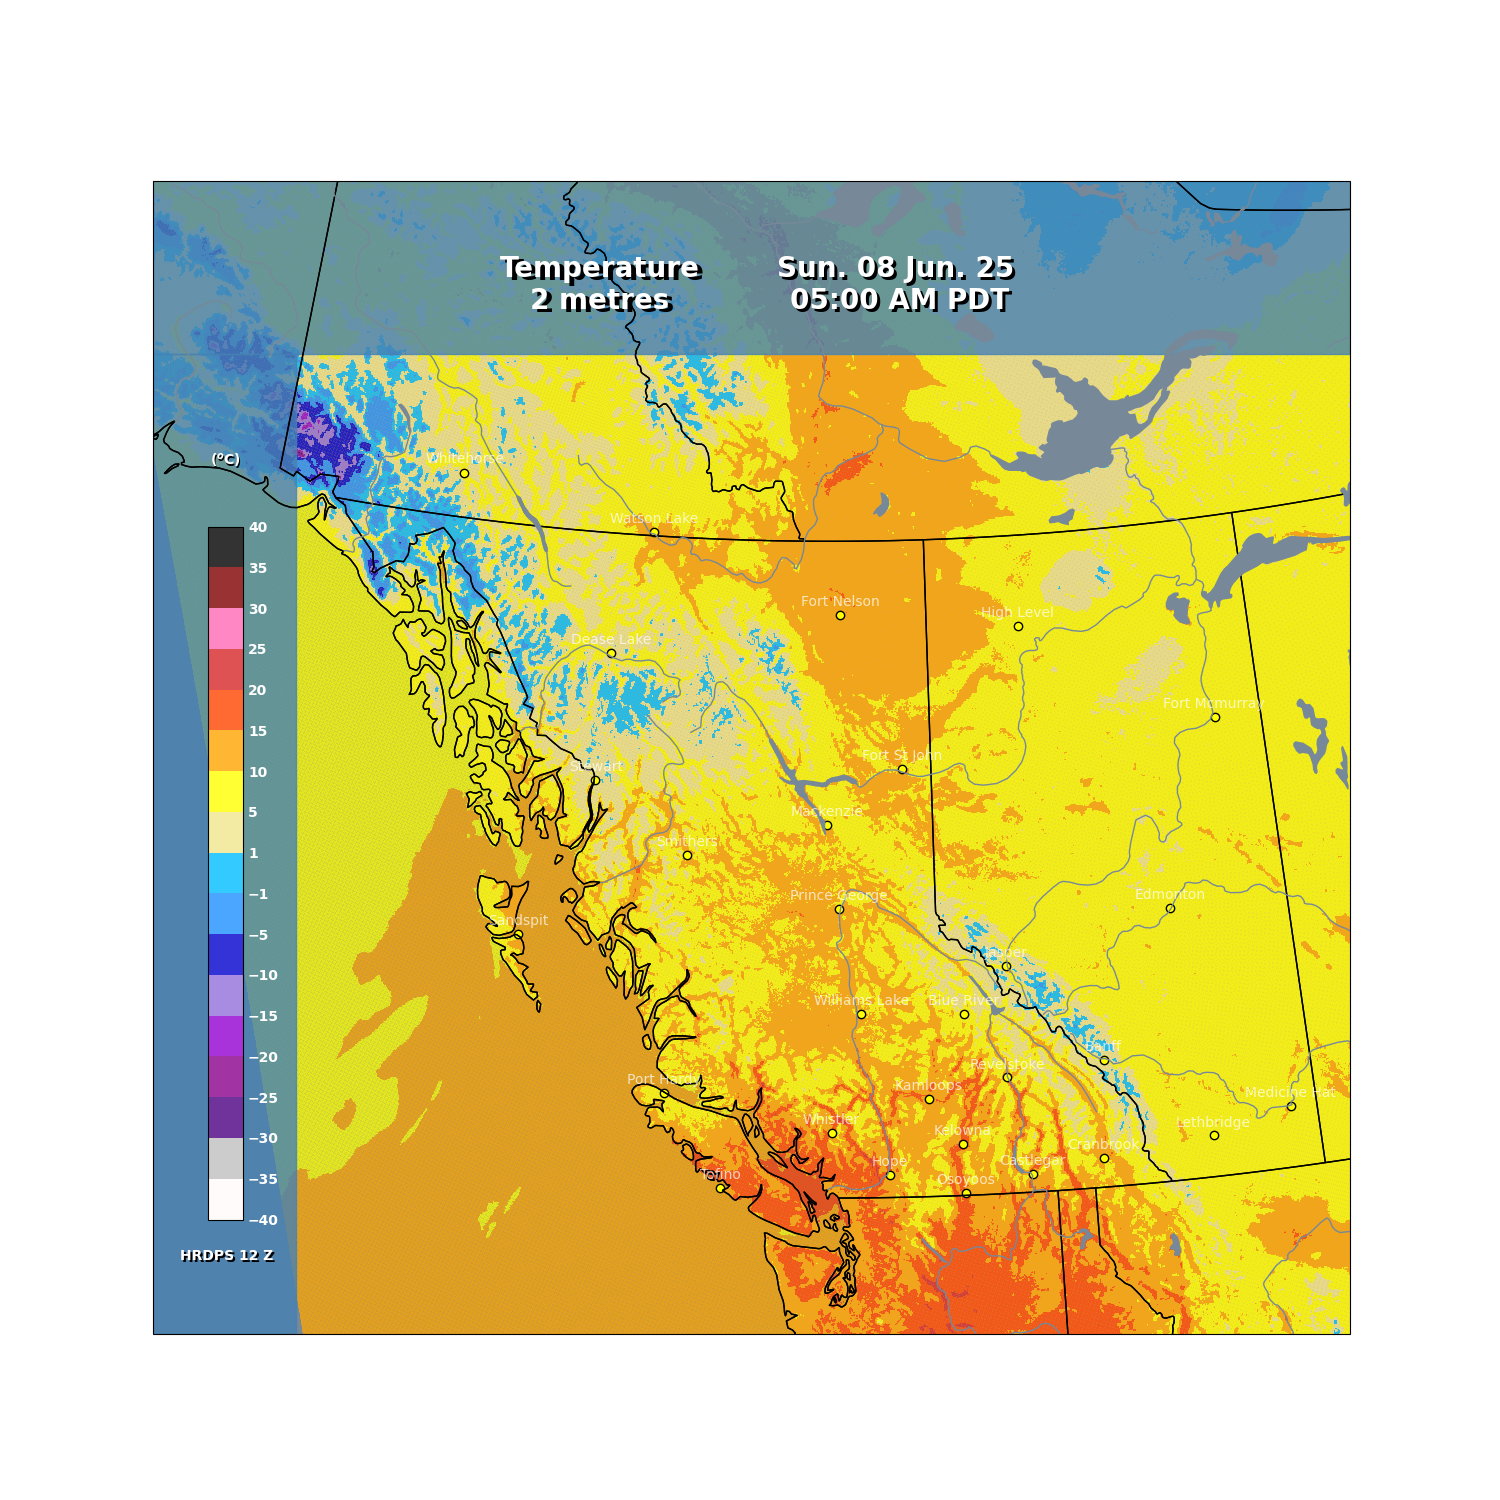 Temperature
2 metres
Sun. 08 Jun. 25
05:00 AM PDT
(°C)
Whitehorse
Watson Lake
40
35
30
25
20
15
10
5
1
−1
−5
−10
−15
−20
−25
−30
−35
−40
Fort Nelson
High Level
Dease Lake
Fort Mcmurray
Fort St John
Stewart
Mackenzie
Smithers
Prince George
Edmonton
Sandspit
Jasper
Williams Lake
Blue River
Banff
Revelstoke
Port Hardy
Kamloops
Medicine Hat
Whistler
Lethbridge
Kelowna
Cranbrook
Hope
Castlegar
Tofino
Osoyoos
HRDPS 12 Z